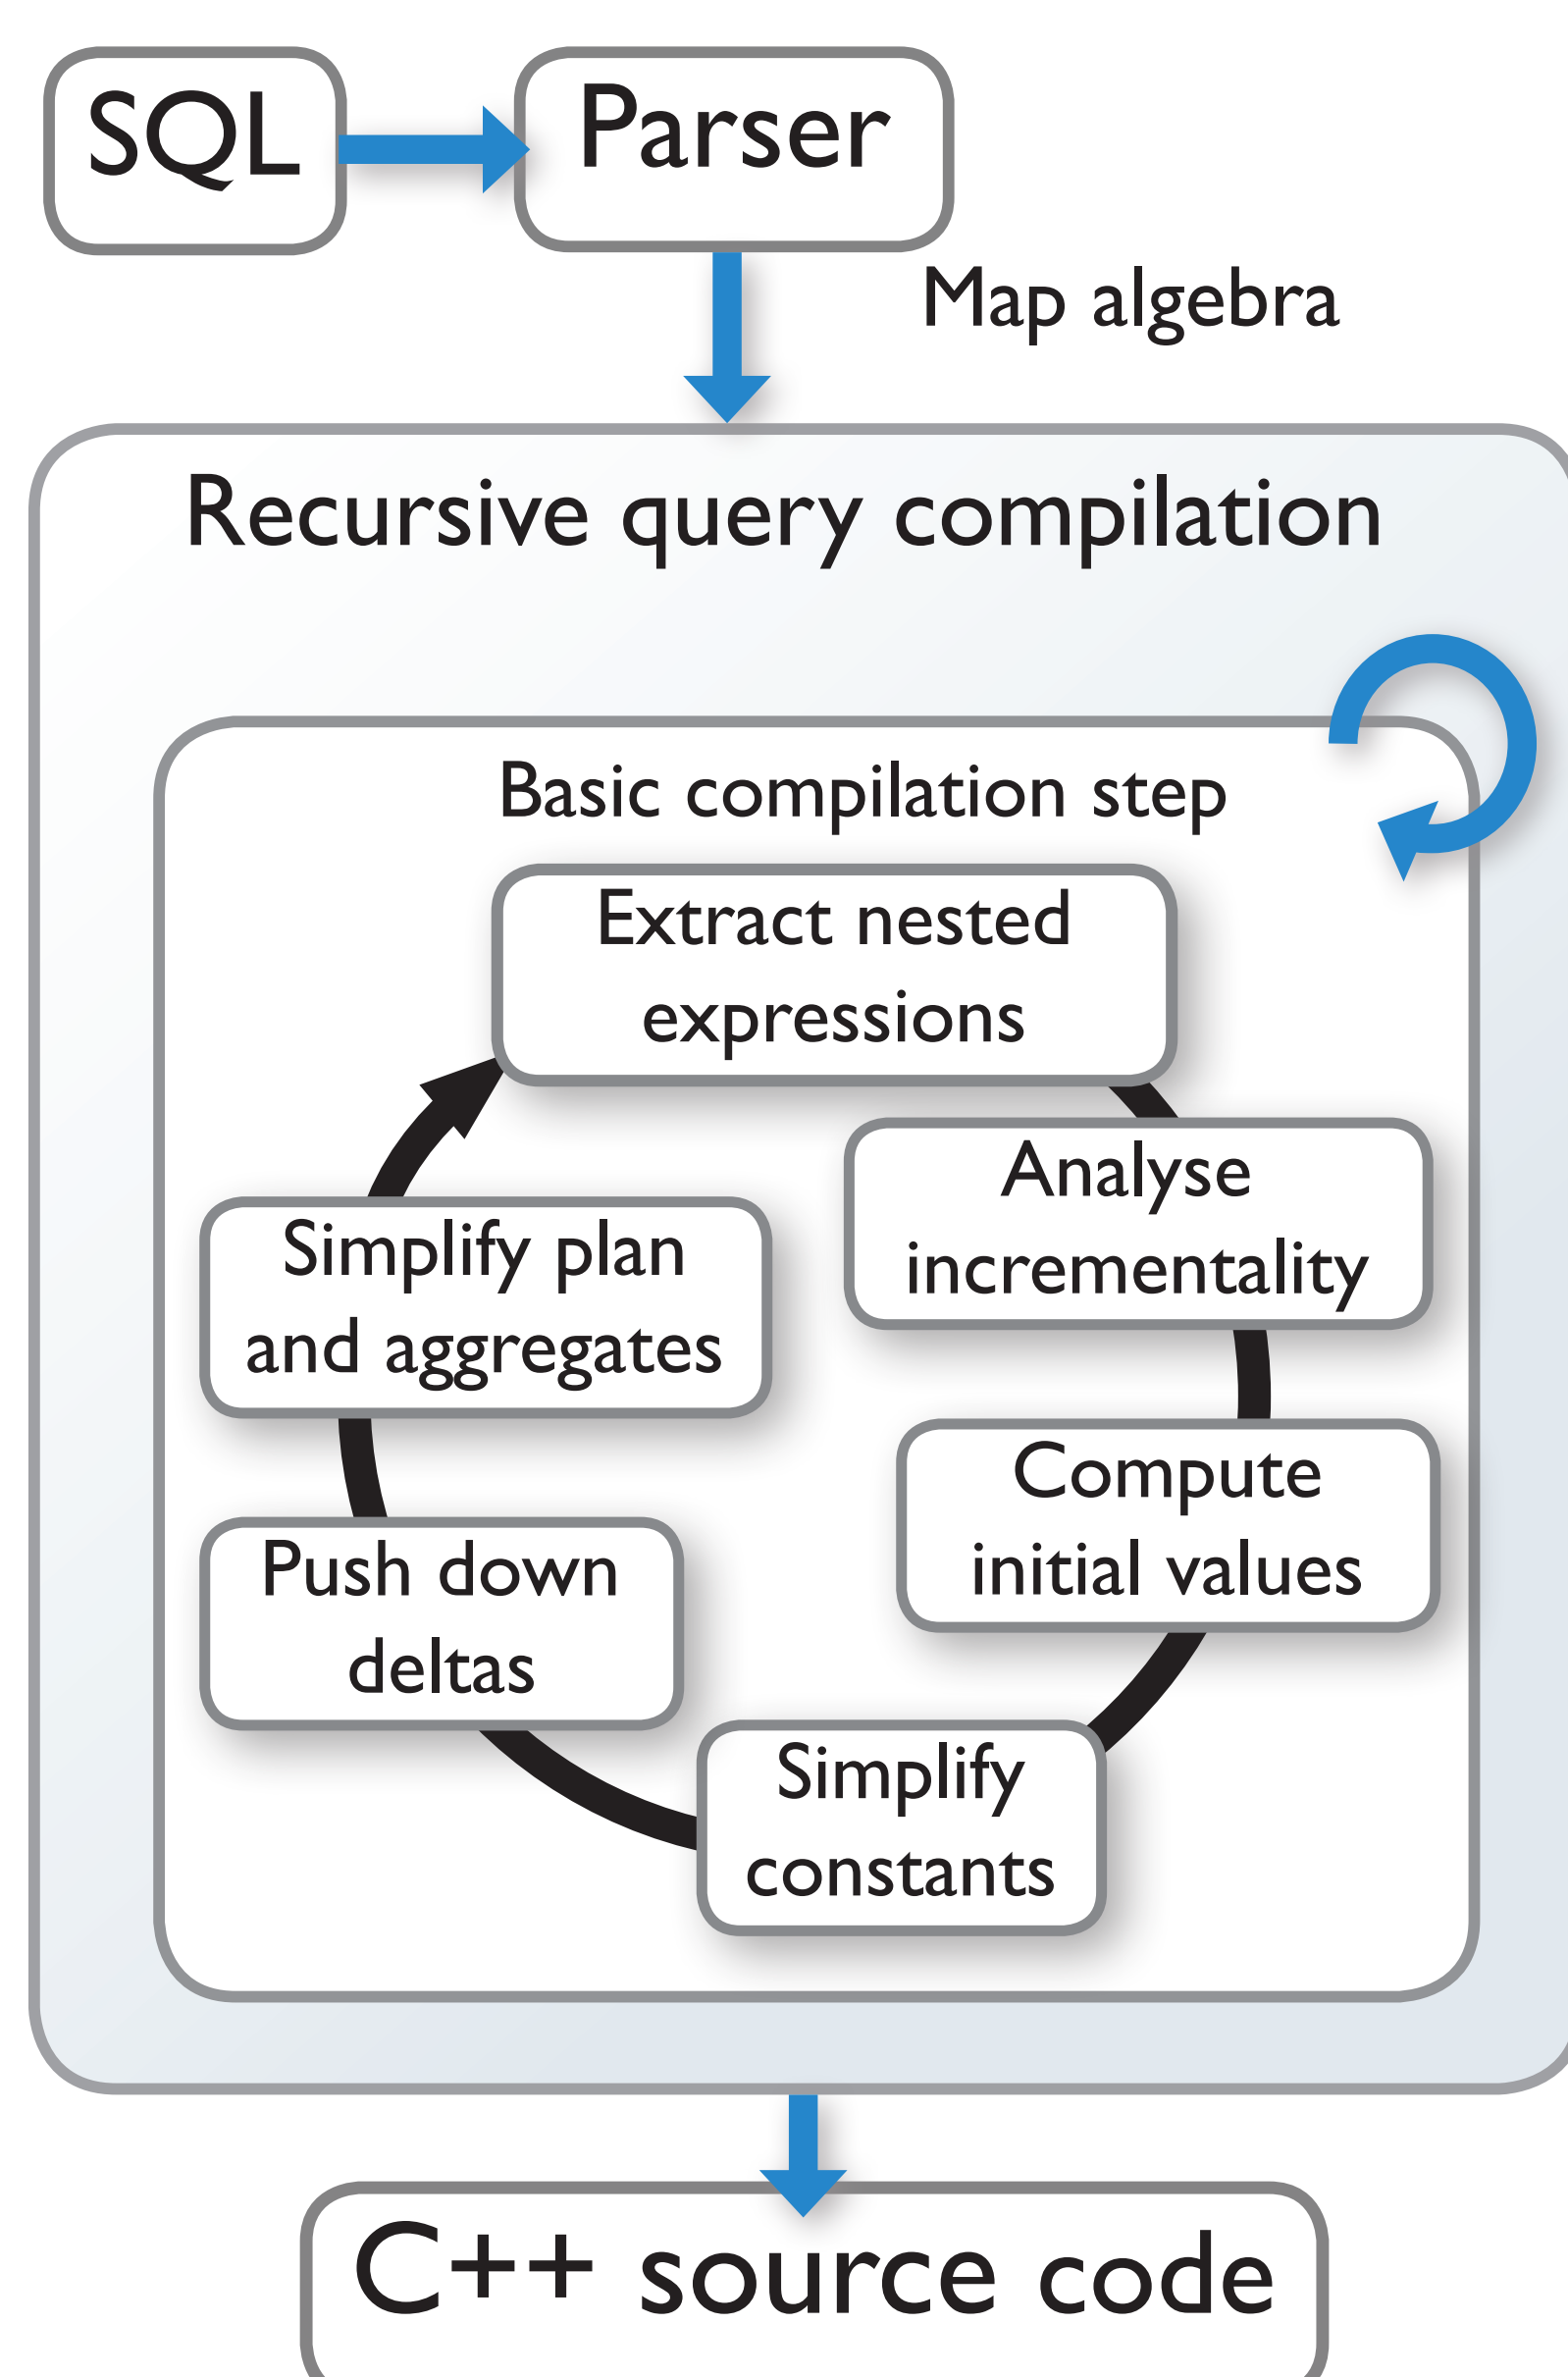 SQL
Parser
Map algebra
Recursive query compilation
Basic compilation step
Extract nested
expressions
Analyse
incrementality
Compute
initial values
Simplify
constants
Push down
deltas
Simplify plan
and aggregates
C++ source code